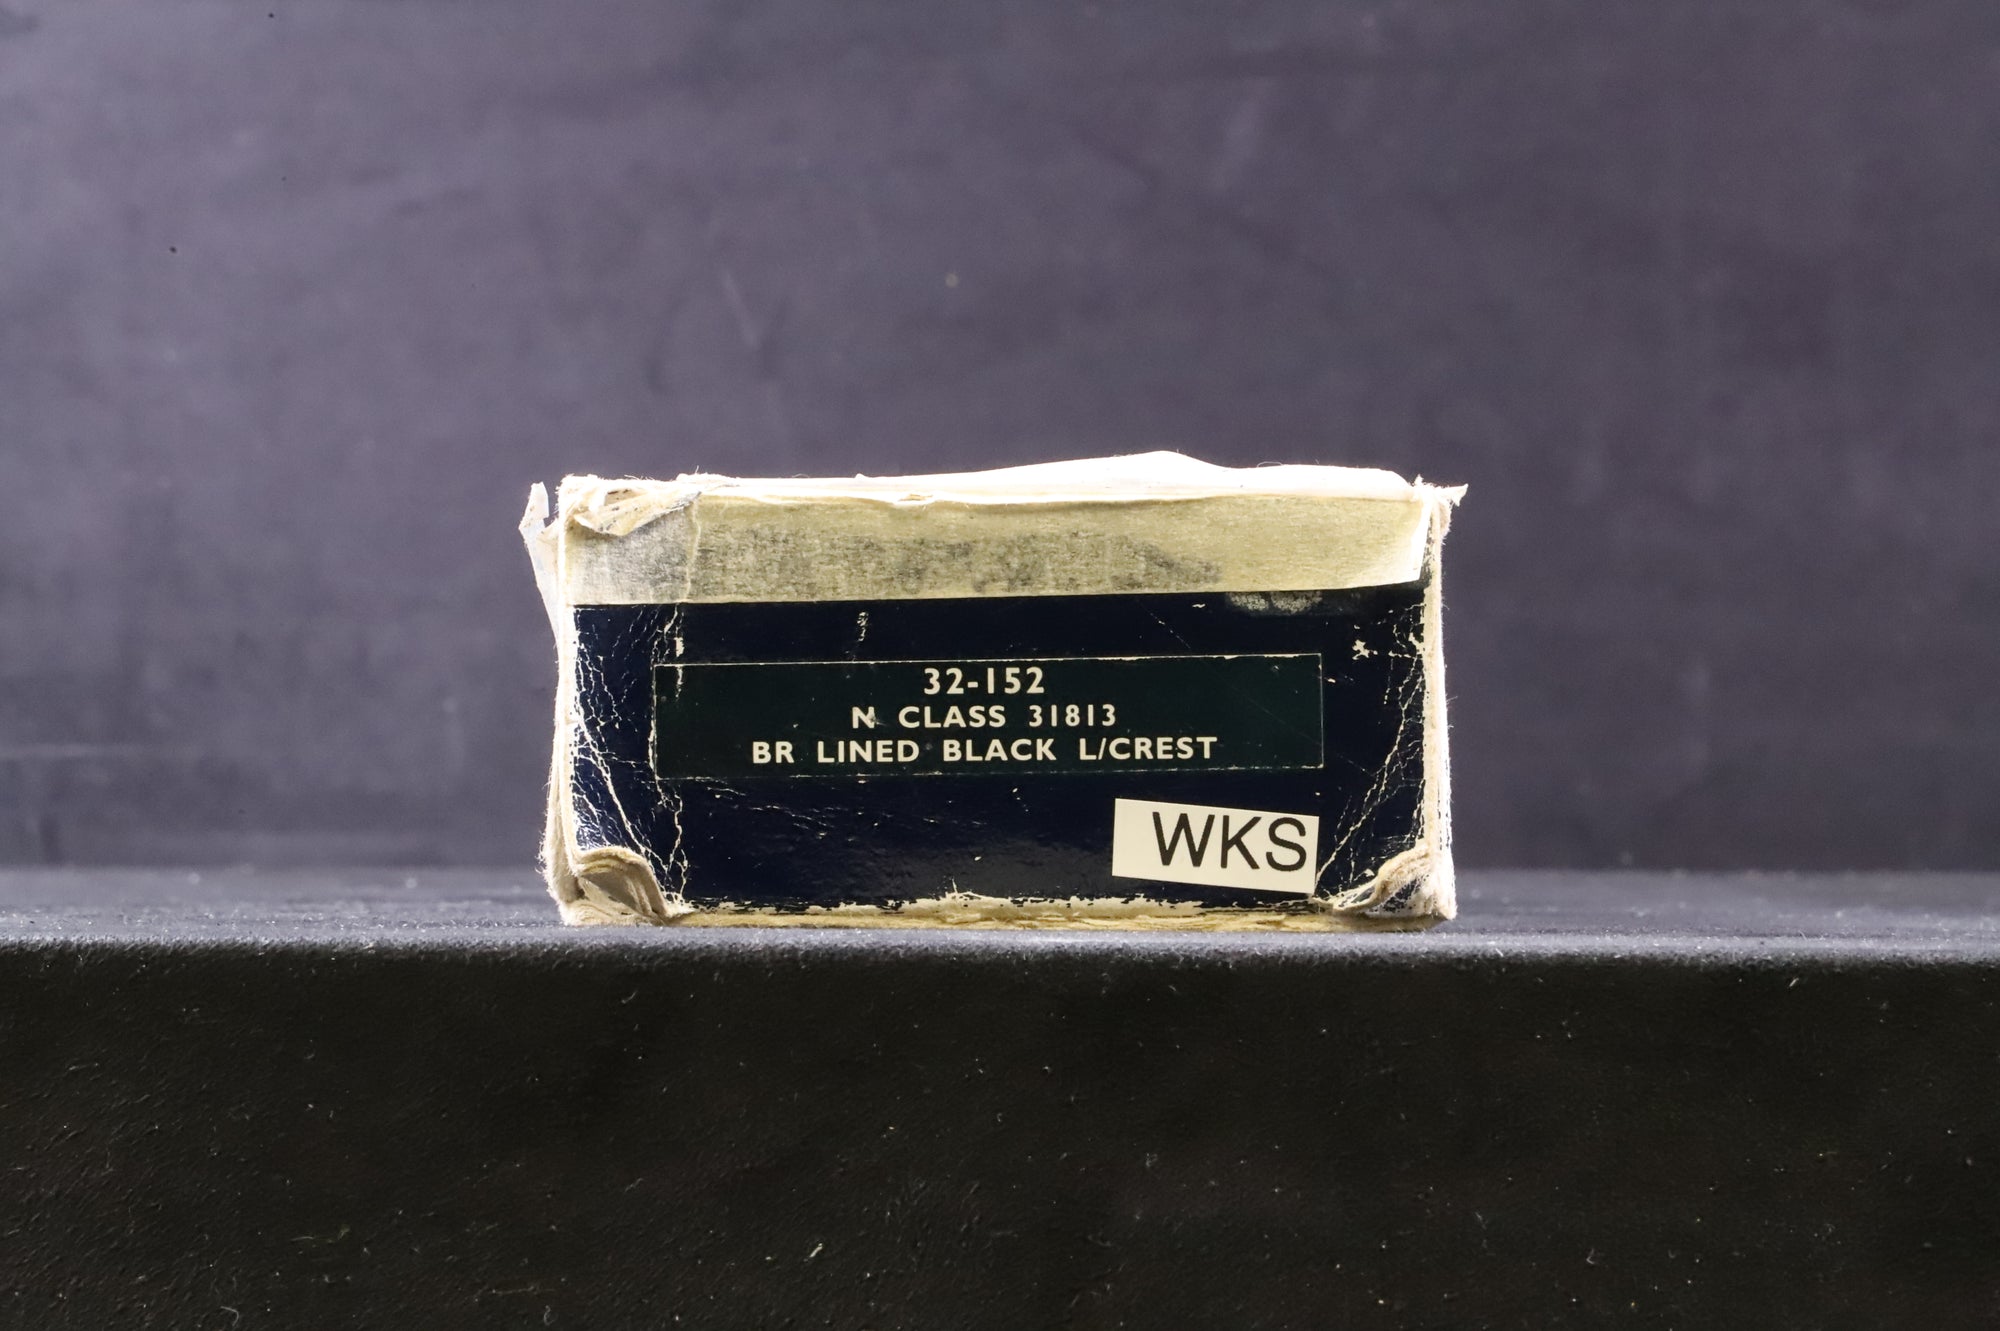 32-152
N CLASS 31813
BR LINED BLACK L/CREST
WKS